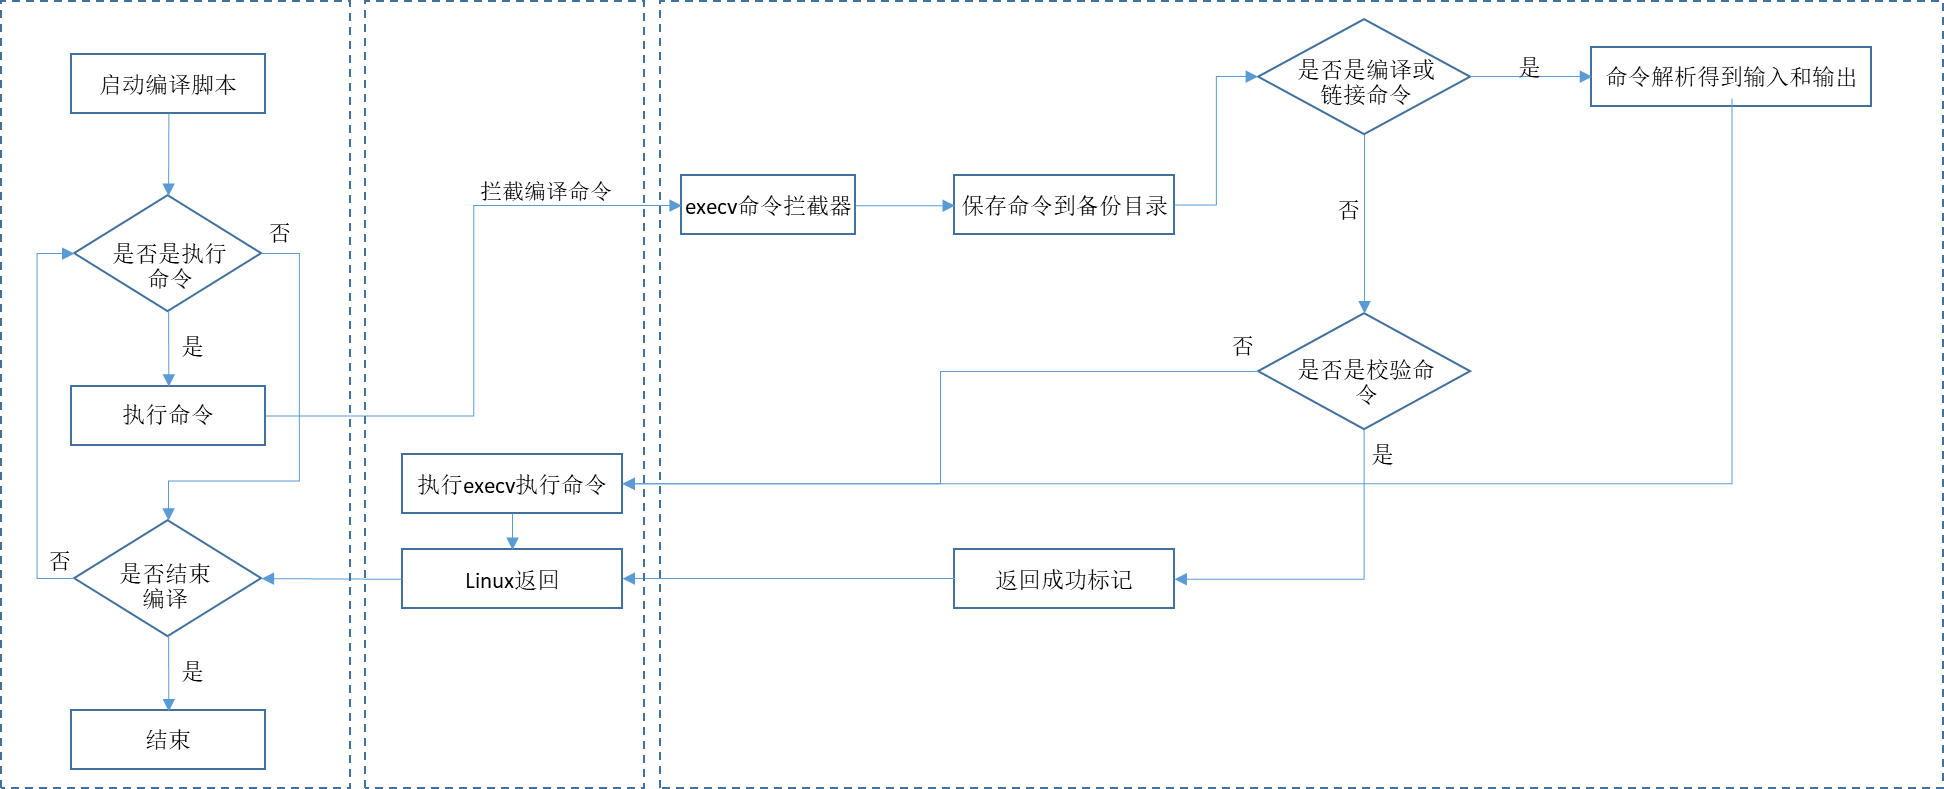 启动编译脚本
是否是执行
命令
否
是
执行命令
是否结束
编译
否
是
结束
拦截编译命令
执行execv执行命令
Linux返回
execv命令拦截器
保存命令到备份目录
是否是编译或
链接命令
是
命令解析得到输入和输出
否
是否是校验命
令
否
是
返回成功标记